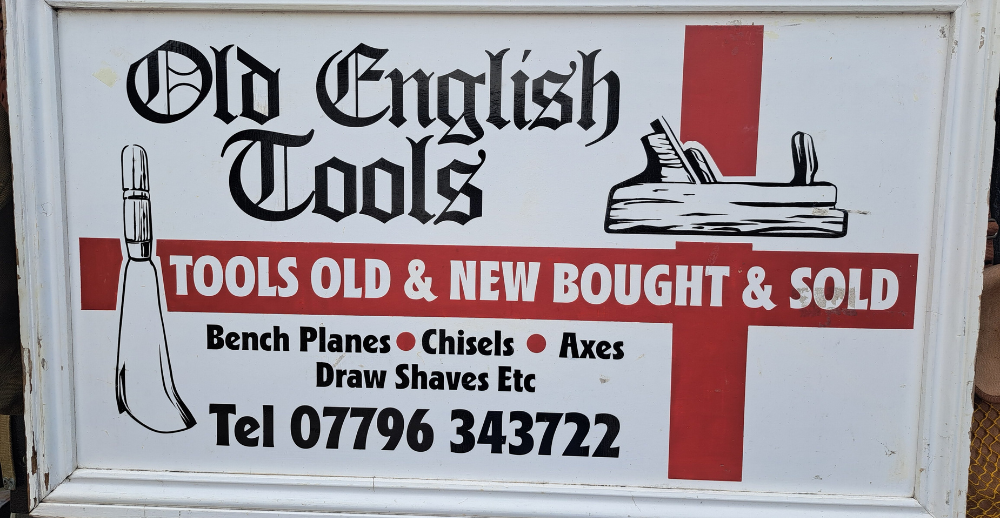 Old English
Tools
TOOLS OLD & NEW BOUGHT & SOLD
Bench Planes • Chisels • Axes
Draw Shaves Etc
Tel 07796 343722